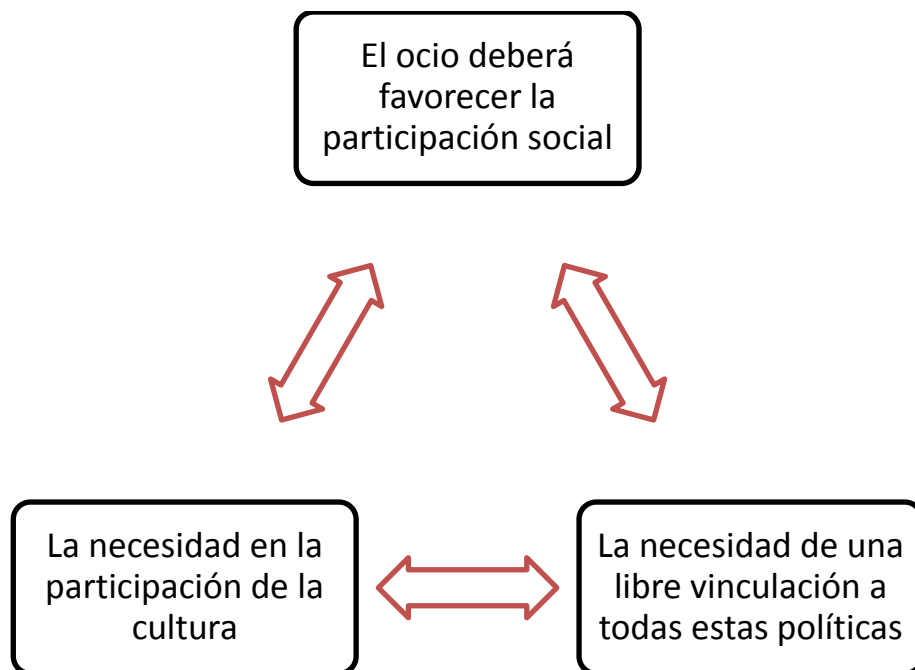 El ocio deberá
favorecer la
participación social
La necesidad en la
participación de la
cultura
La necesidad de una
libre vinculación a
todas estas políticas